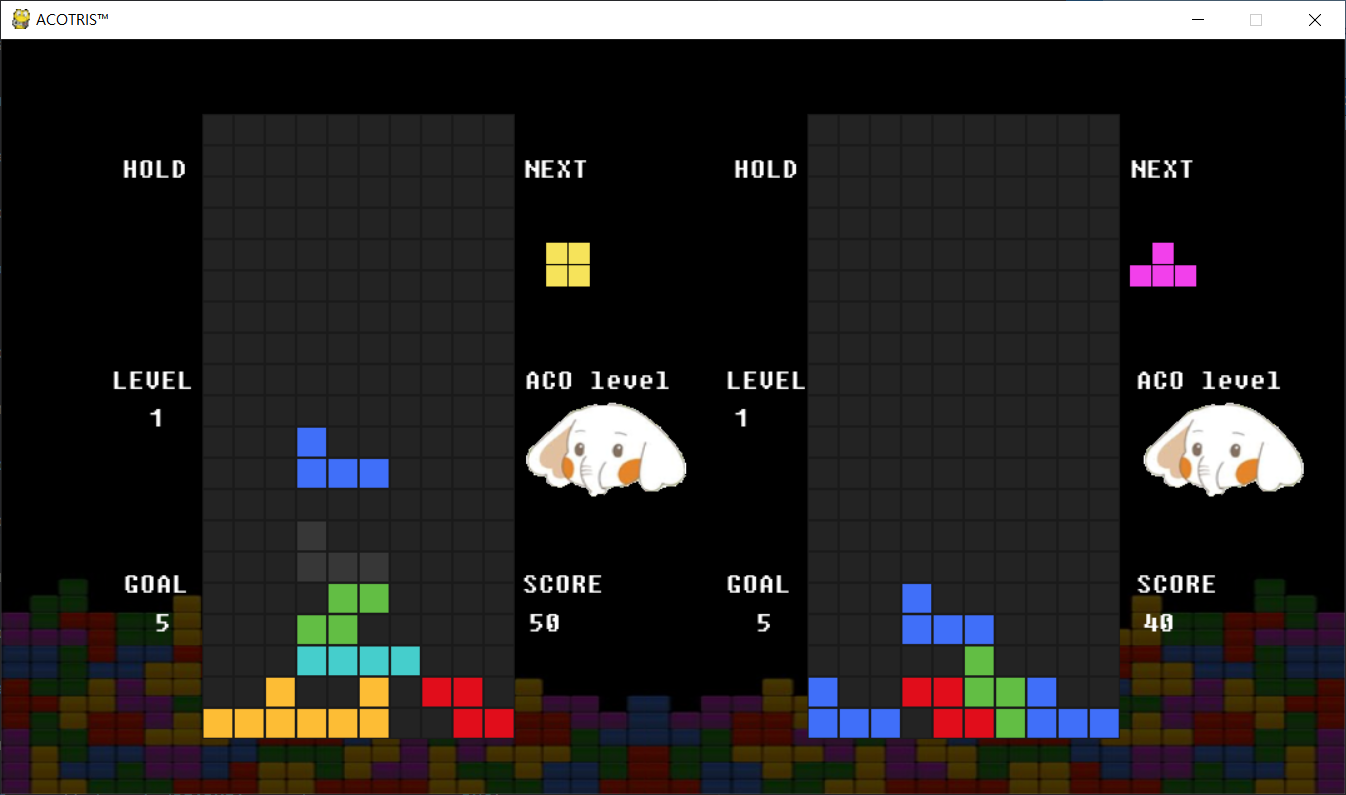 ACOTRIS™
HOLD
NEXT
HOLD
NEXT
LEVEL
1
ACO level
LEVEL
1
ACO level
GOAL
5
SCORE
50
GOAL
5
SCORE
40